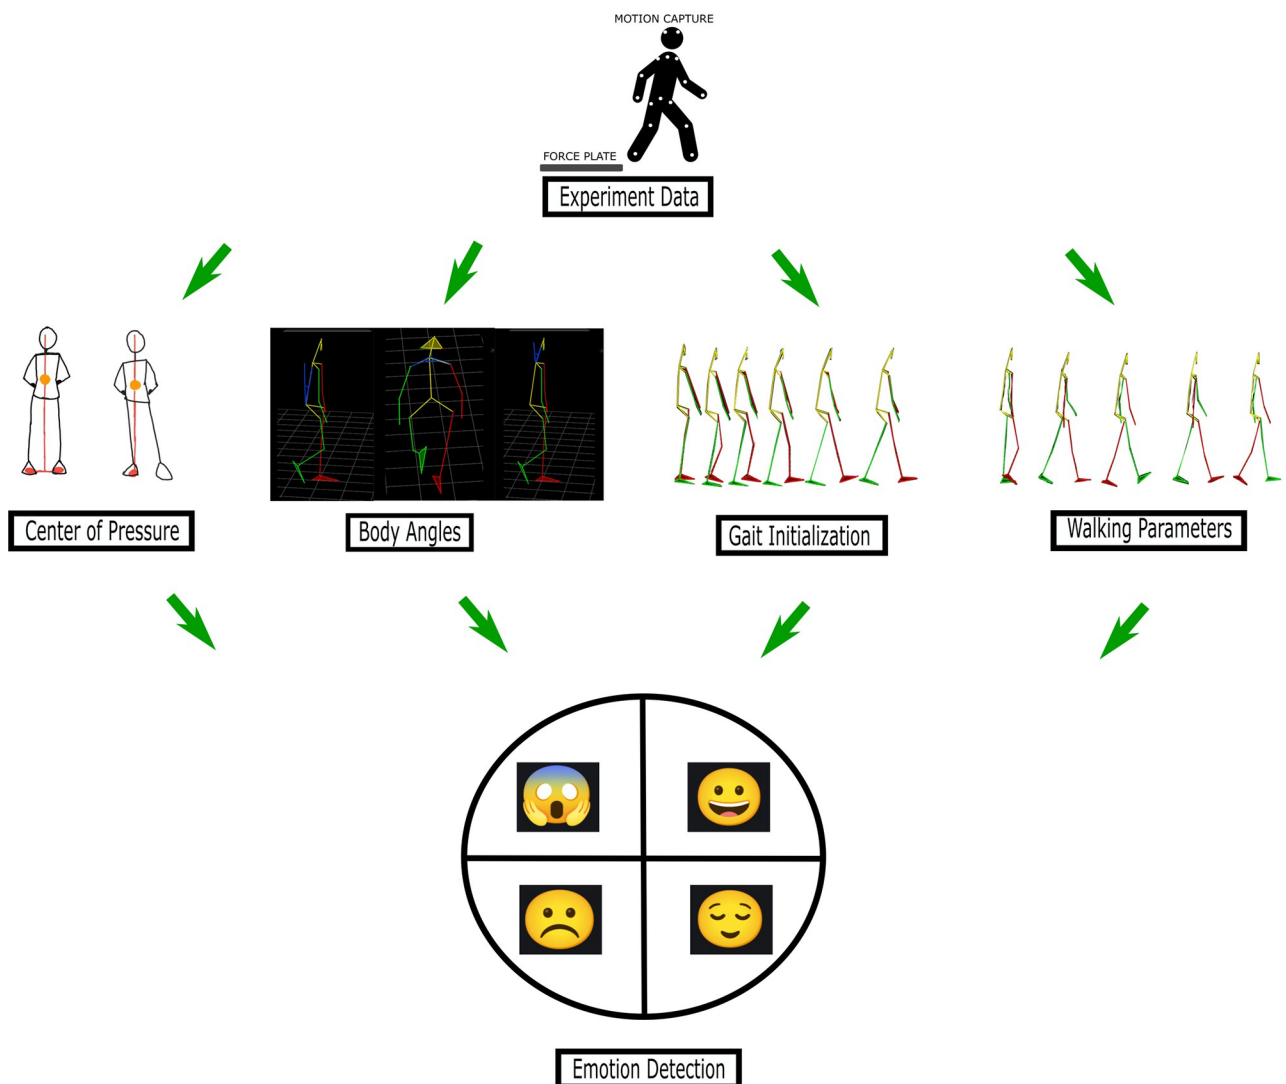 MOTION CAPTURE
FORCE PLATE
Experiment Data
Center of Pressure
Body Angles
Gait Initialization
Walking Parameters
Emotion Detection